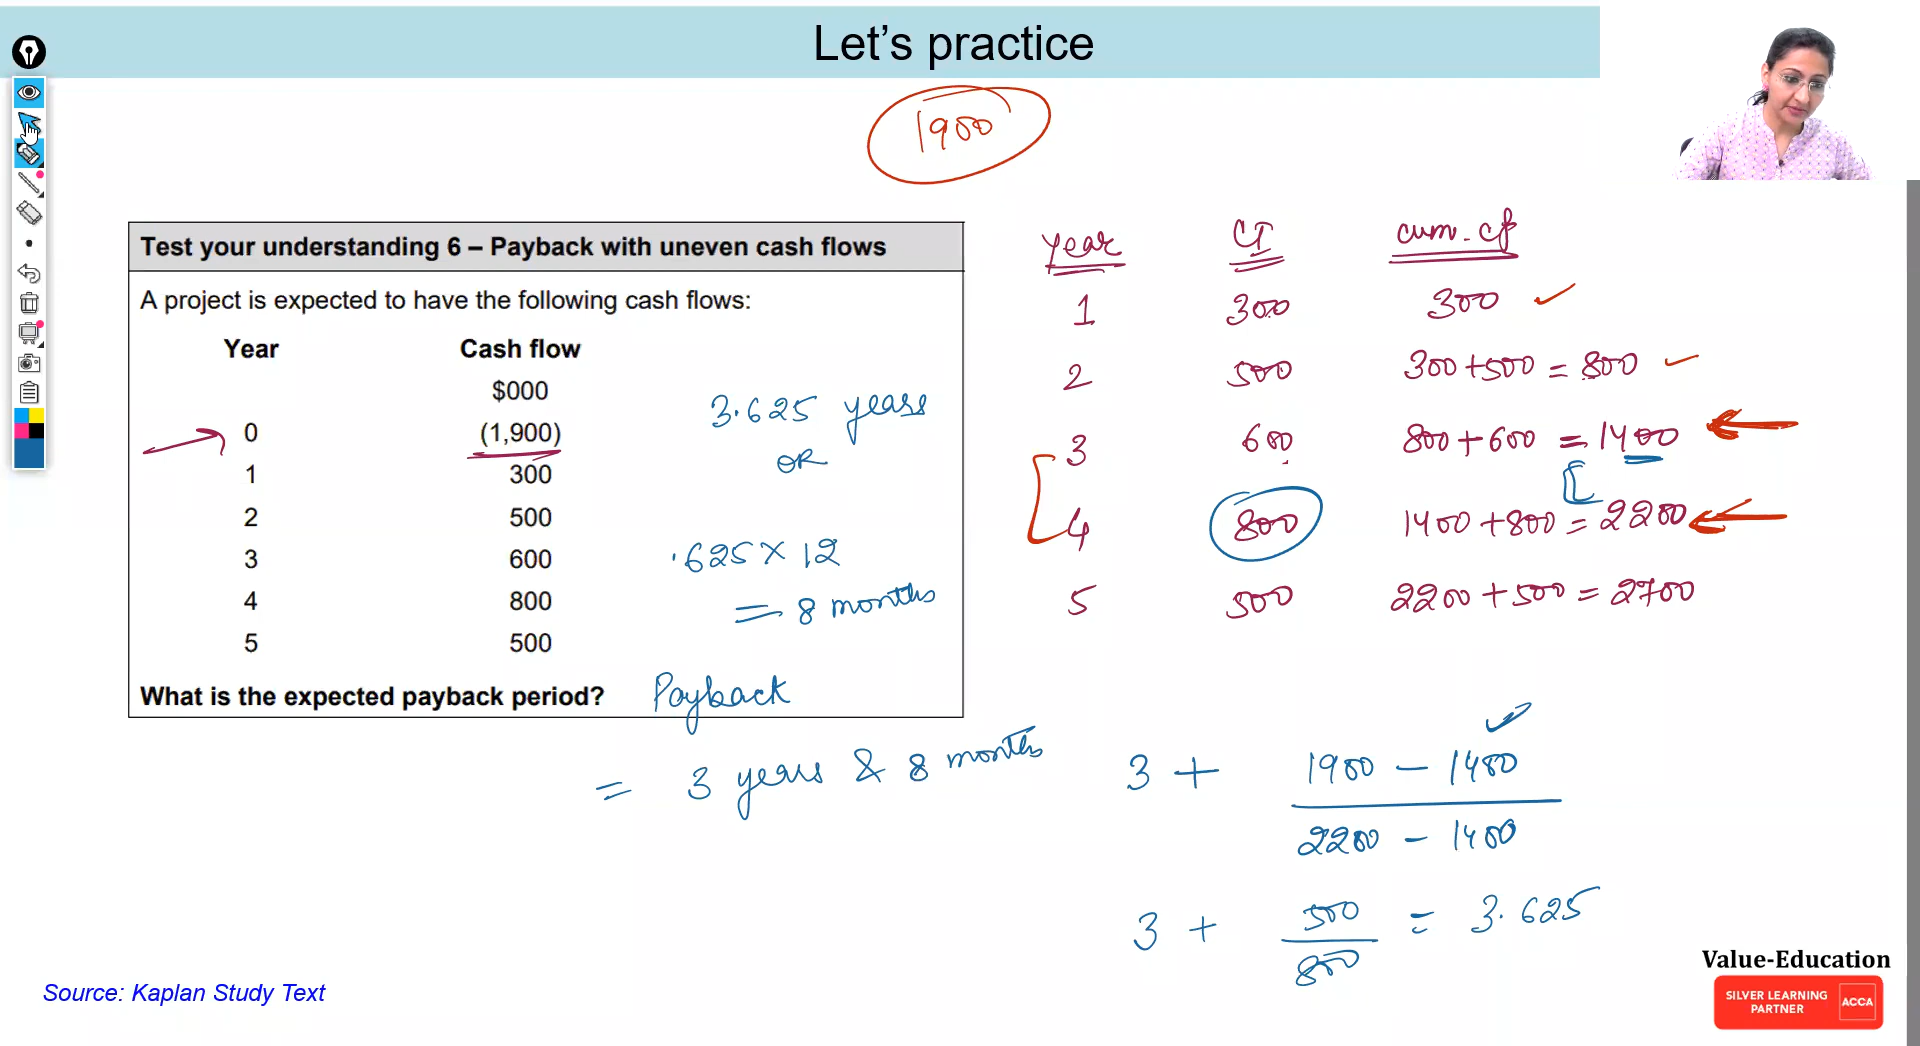 Let's practice
1900
Test your understanding 6 – Payback with uneven cash flows
A project is expected to have the following cash flows:
Year Cash flow
$000
0 (1,900)
1 300
2 500
3 600
4 800
5 500
What is the expected payback period?
3.625 years
OR
.625 × 12
= 8 months
Payback
= 3 years & 8 months
year CF cum. cf
1 300 300
2 500 300+500 = 800
3 600 800+600 = 1400
4 800 1400+800 = 2200
5 500 2200+500 = 2700
3 + 1900 – 1400
2200 – 1400
3 + 500 = 3.625
800
Source: Kaplan Study Text
Value-Education
SILVER LEARNING
PARTNER
ACCA